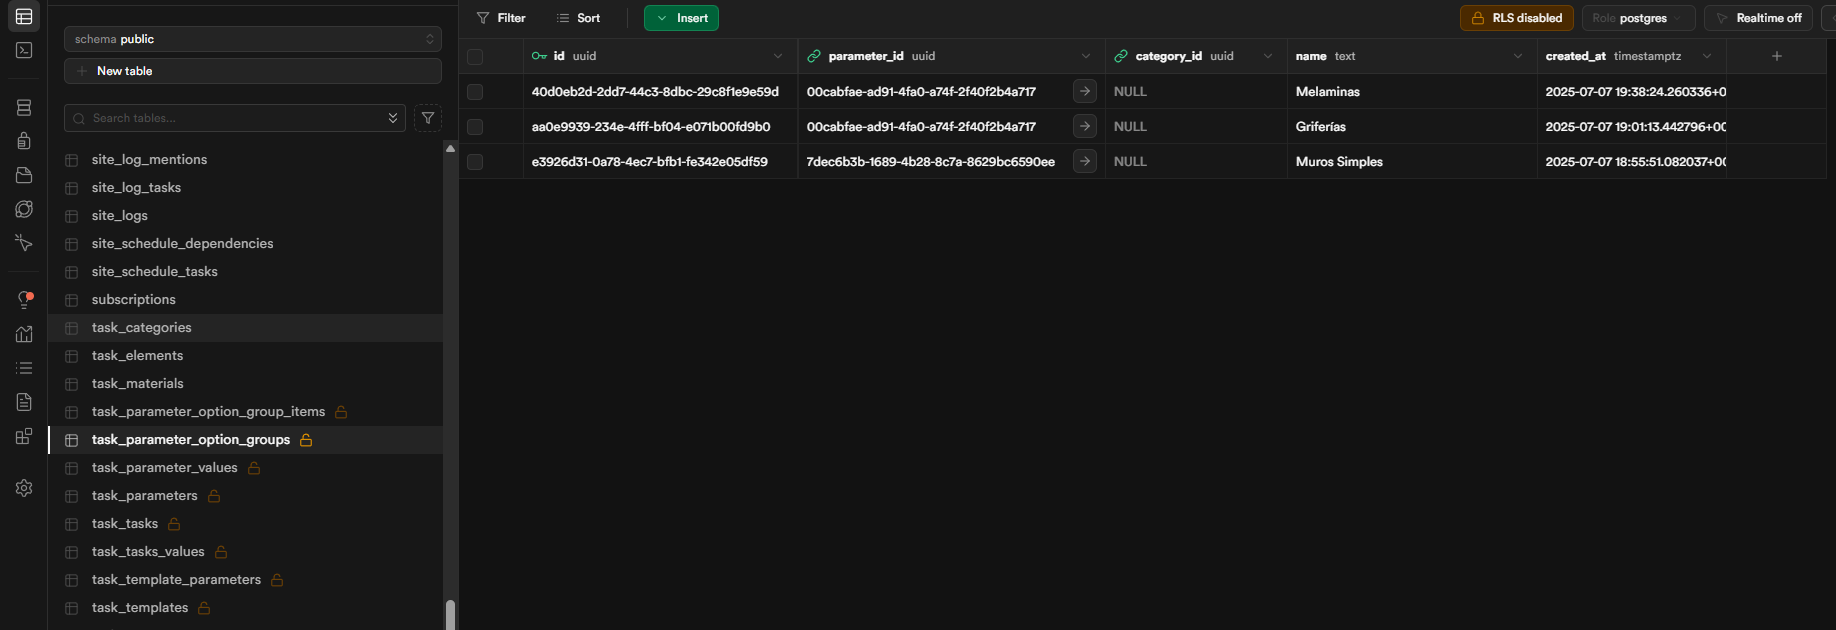 schema public
New table
Search tables...
site_log_mentions
site_log_tasks
site_logs
site_schedule_dependencies
site_schedule_tasks
subscriptions
task_categories
task_elements
task_materials
task_parameter_option_group_items
task_parameter_option_groups
task_parameter_values
task_parameters
task_tasks
task_tasks_values
task_template_parameters
task_templates
Filter Sort Insert RLS disabled Role postgres Realtime off
id uuid parameter_id uuid category_id uuid name text created_at timestamptz
40d0eb2d-2dd7-44c3-8dbc-29c8f1e9e59d 00cabfae-ad91-4fa0-a74f-2f40f2b4a717 NULL Melaminas 2025-07-07 19:38:24.260336+0
aa0e9939-234e-4fff-bf04-e071b00fd9b0 00cabfae-ad91-4fa0-a74f-2f40f2b4a717 NULL Griferías 2025-07-07 19:01:13.442796+00
e3926d31-0a78-4ec7-bfb1-fe342e05df59 7dec6b3b-1689-4b28-8c7a-8629bc6590ee NULL Muros Simples 2025-07-07 18:55:51.082037+00